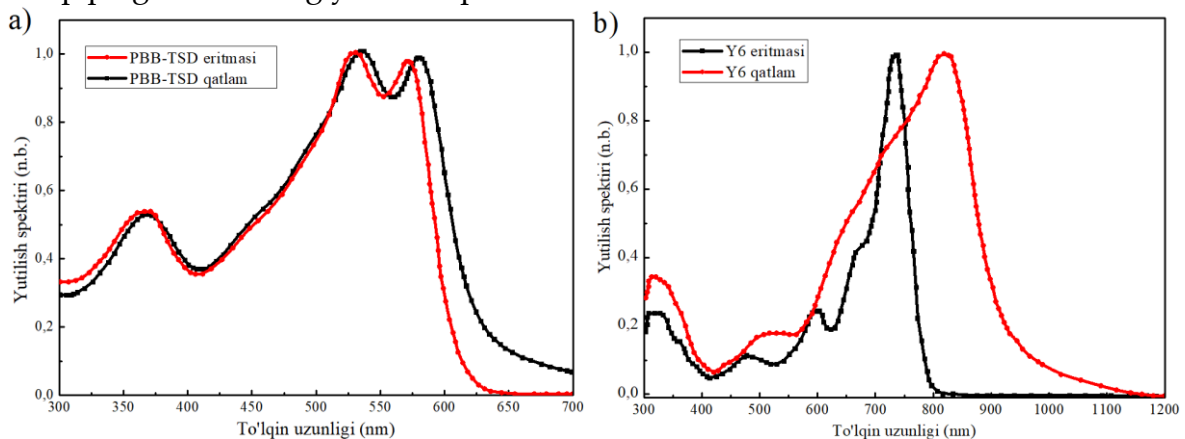 a)
PBB-TSD eritmasi
PBB-TSD qatlam
Yutilish spektiri (n.b.)
1,0
0,8
0,6
0,4
0,2
0,0
300 350 400 450 500 550 600 650 700
To'lqin uzunligi (nm)
b)
Y6 eritmasi
Y6 qatlam
Yutilish spektiri (n.b.)
1,0
0,8
0,6
0,4
0,2
0,0
300 400 500 600 700 800 900 1000 1100 1200
To'lqin uzunligi (nm)